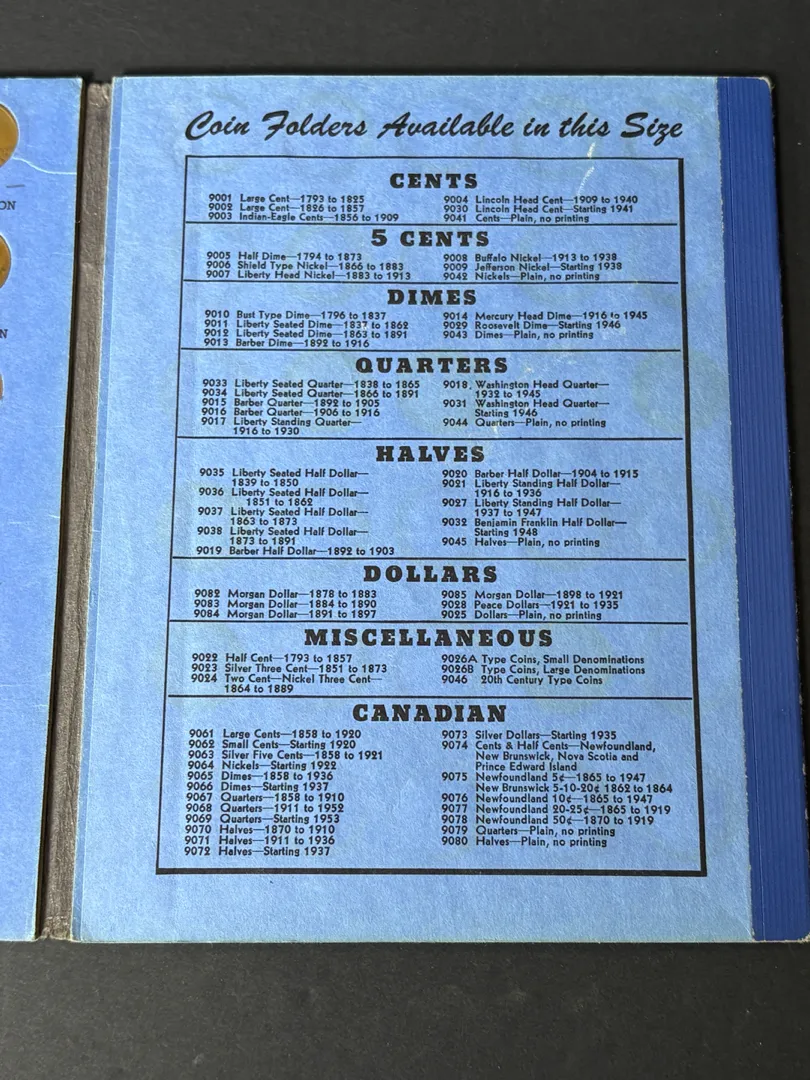 ON
N
Coin Folders Available in this Size
CENTS
9001 Large Cent—1793 to 1825
9002 Large Cent—1826 to 1857
9003 Indian-Eagle Cents—1856 to 1909
9004 Lincoln Head Cent—1909 to 1940
9030 Lincoln Head Cent—Starting 1941
9041 Cents—Plain, no printing
5 CENTS
9005 Half Dime—1794 to 1873
9006 Shield Type Nickel—1866 to 1883
9007 Liberty Head Nickel—1883 to 1913
9008 Buffalo Nickel—1913 to 1938
9009 Jefferson Nickel—Starting 1938
9042 Nickels—Plain, no printing
DIMES
9010 Bust Type Dime—1796 to 1837
9011 Liberty Seated Dime—1837 to 1862
9012 Liberty Seated Dime—1863 to 1891
9013 Barber Dime—1892 to 1916
9014 Mercury Head Dime—1916 to 1945
9029 Roosevelt Dime—Starting 1946
9043 Dimes—Plain, no printing
QUARTERS
9033 Liberty Seated Quarter—1838 to 1865
9034 Liberty Seated Quarter—1866 to 1891
9015 Barber Quarter—1892 to 1905
9016 Barber Quarter—1906 to 1916
9017 Liberty Standing Quarter—
1916 to 1930
9018 Washington Head Quarter—
1932 to 1945
9031 Washington Head Quarter—
Starting 1946
9044 Quarters—Plain, no printing
HALVES
9035 Liberty Seated Half Dollar—
1839 to 1850
9036 Liberty Seated Half Dollar—
1851 to 1862
9037 Liberty Seated Half Dollar—
1863 to 1873
9038 Liberty Seated Half Dollar—
1873 to 1891
9019 Barber Half Dollar—1892 to 1903
9020 Barber Half Dollar—1904 to 1915
9021 Liberty Standing Half Dollar—
1916 to 1936
9027 Liberty Standing Half Dollar—
1937 to 1947
9032 Benjamin Franklin Half Dollar—
Starting 1948
9045 Halves—Plain, no printing
DOLLARS
9082 Morgan Dollar—1878 to 1883
9083 Morgan Dollar—1884 to 1890
9084 Morgan Dollar—1891 to 1897
9085 Morgan Dollar—1898 to 1921
9028 Peace Dollars—1921 to 1935
9025 Dollars—Plain, no printing
MISCELLANEOUS
9022 Half Cent—1793 to 1857
9023 Silver Three Cent—1851 to 1873
9024 Two Cent—Nickel Three Cent—
1864 to 1889
9026A Type Coins, Small Denominations
9026B Type Coins, Large Denominations
9046 20th Century Type Coins
CANADIAN
9061 Large Cents—1858 to 1920
9062 Small Cents—Starting 1920
9063 Silver Five Cents—1858 to 1921
9064 Nickels—Starting 1922
9065 Dimes—1858 to 1936
9066 Dimes—Starting 1937
9067 Quarters—1858 to 1910
9068 Quarters—1911 to 1952
9069 Quarters—Starting 1953
9070 Halves—1870 to 1910
9071 Halves—1911 to 1936
9072 Halves—Starting 1937
9073 Silver Dollars—Starting 1935
9074 Cents & Half Cents—Newfoundland,
New Brunswick, Nova Scotia and
Prince Edward Island
9075 Newfoundland 5¢—1865 to 1947
New Brunswick 5-10-20¢ 1862 to 1864
9076 Newfoundland 10¢—1865 to 1947
9077 Newfoundland 20-25¢—1865 to 1919
9078 Newfoundland 50¢—1870 to 1919
9079 Quarters—Plain, no printing
9080 Halves—Plain, no printing